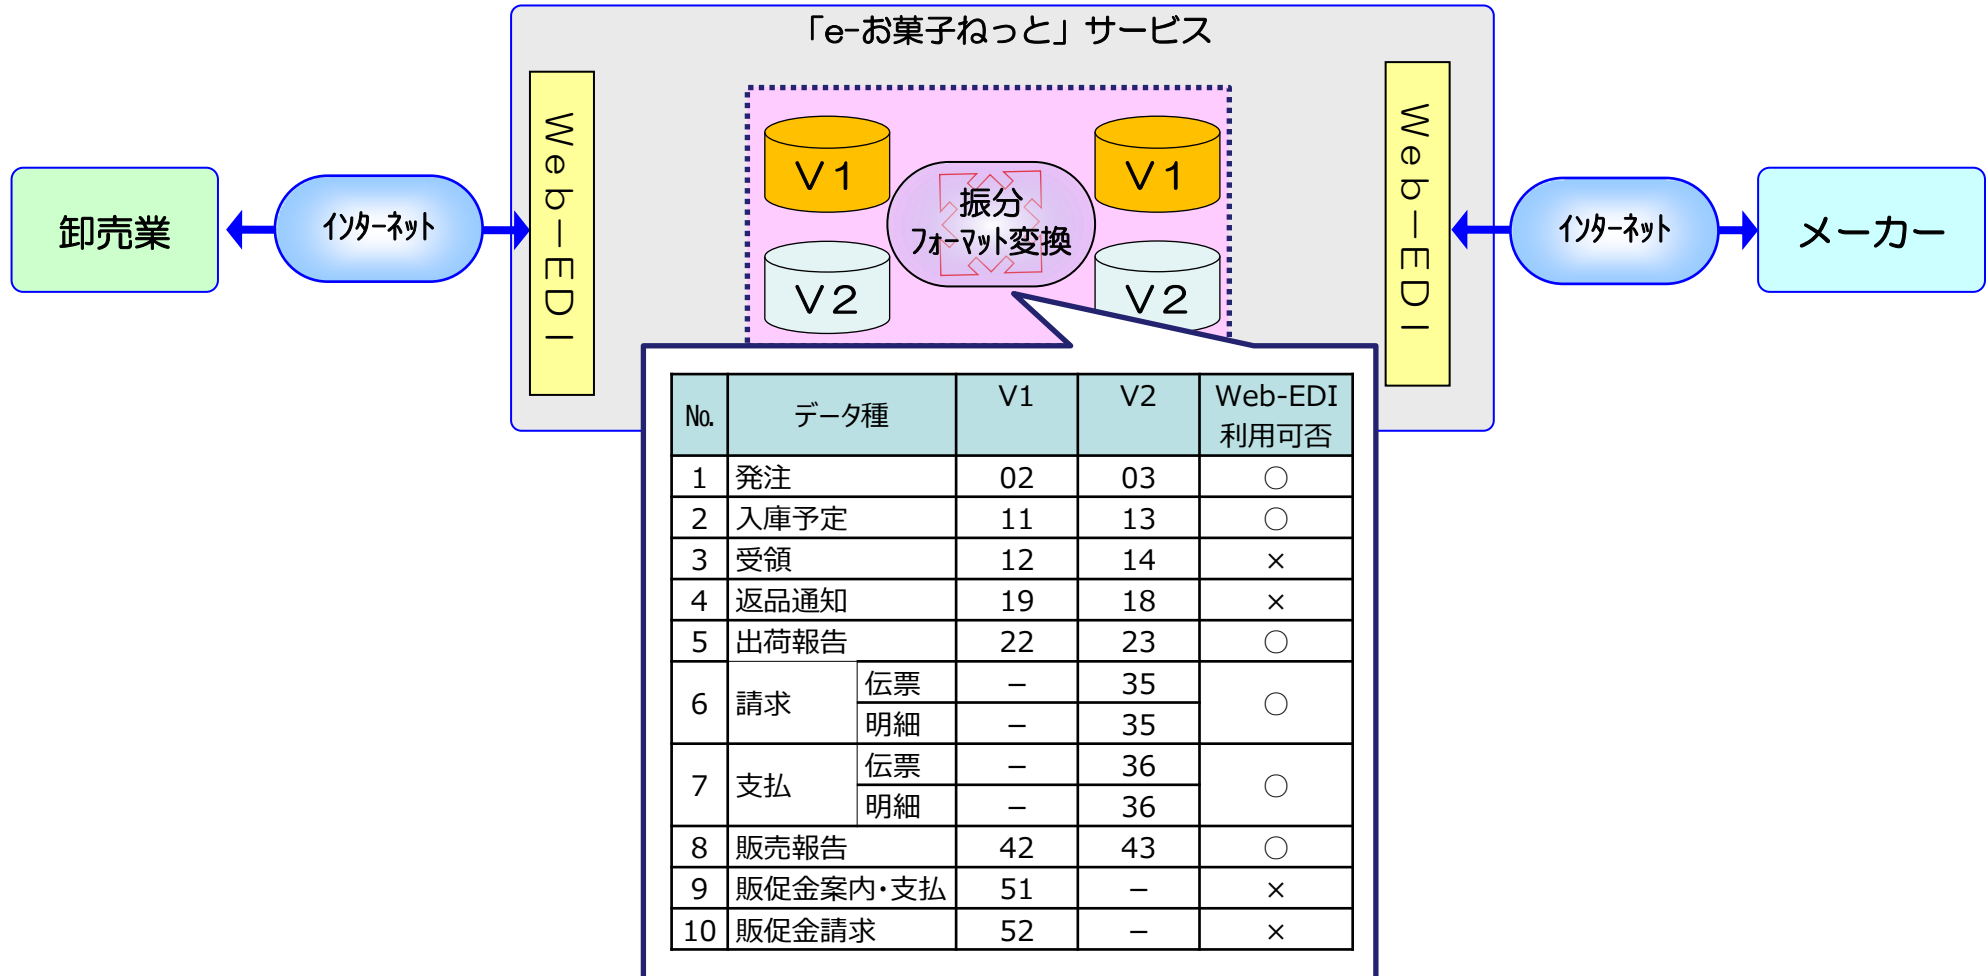 「e-お菓子ねっと」サービス
Web－EDI
V1
V1
Web－EDI
卸売業
インターネット
振分
フォーマット変換
インターネット
メーカー
V2
V2
No. データ種 V1 V2 Web-EDI
利用可否
1 発注 02 03 ○
2 入庫予定 11 13 ○
3 受領 12 14 ×
4 返品通知 19 18 ×
5 出荷報告 22 23 ○
6 請求 伝票 － 35 ○
明細 － 35
7 支払 伝票 － 36 ○
明細 － 36
8 販売報告 42 43 ○
9 販促金案内・支払 51 － ×
10 販促金請求 52 － ×